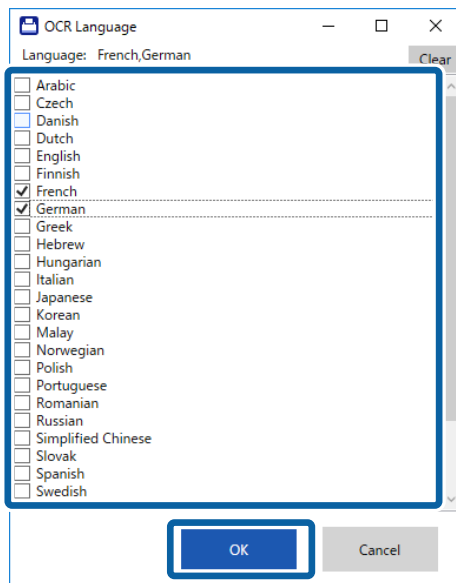 OCR Language
Language: French,German
Clear
Arabic
Czech
Danish
Dutch
English
Finnish
French
German
Greek
Hebrew
Hungarian
Italian
Japanese
Korean
Malay
Norwegian
Polish
Portuguese
Romanian
Russian
Simplified Chinese
Slovak
Spanish
Swedish
OK
Cancel